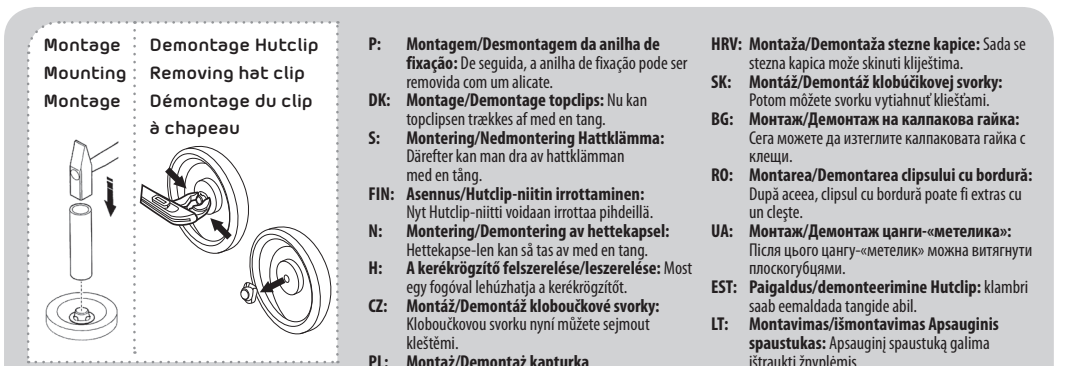 Montage
Mounting
Montage
Demontage Hutclip
Removing hat clip
Démontage du clip
à chapeau
P: Montagem/Desmontagem da anilha de
fixação: De seguida, a anilha de fixação pode ser
removida com um alicate.
DK: Montage/Demontage topclips: Nu kan
topclipsen trækkes af med en tang.
S: Montering/Nedmontering Hattklämma:
Därefter kan man dra av hattklämman
med en tång.
FIN: Asennus/Hutclip-niitin irrottaminen:
Nyt Hutclip-niitti voidaan irrottaa pihdeillä.
N: Montering/Demontering av hettekapsel:
Hettekapse-len kan så tas av med en tang.
H: A kerékrögzítő felszerelése/leszerelése: Most
egy fogóval lehúzhatja a kerékrögzítőt.
CZ: Montáž/Demontáž kloboučkové svorky:
Kloboučkovou svorku nyní můžete sejmout
kleštěmi.
PL: Montaż/Demontaż kapturka
HRV: Montaža/Demontaža stezne kapice: Sada se
stezna kapica može skinuti kliještima.
SK: Montáž/Demontáž klobúčikovej svorky:
Potom môžete svorku vytiahnuť kliešťami.
BG: Монтаж/Демонтаж на калпакова гайка:
Сега можете да изтеглите калпаковата гайка с
клещи.
RO: Montarea/Demontarea clipsului cu bordură:
După aceea, clipsul cu bordură poate fi extras cu
un cleşte.
UA: Монтаж/Демонтаж цанги-«метелика»:
Після цього цангу-«метелик» можна витягнути
плоскогубцями.
EST: Paigaldus/demonteerimine Hutclip: klambri
saab eemaldada tangide abil.
LT: Montavimas/išmontavimas Apsauginis
spaustukas: Apsauginį spaustuką galima
ištraukti žnyplėmis.